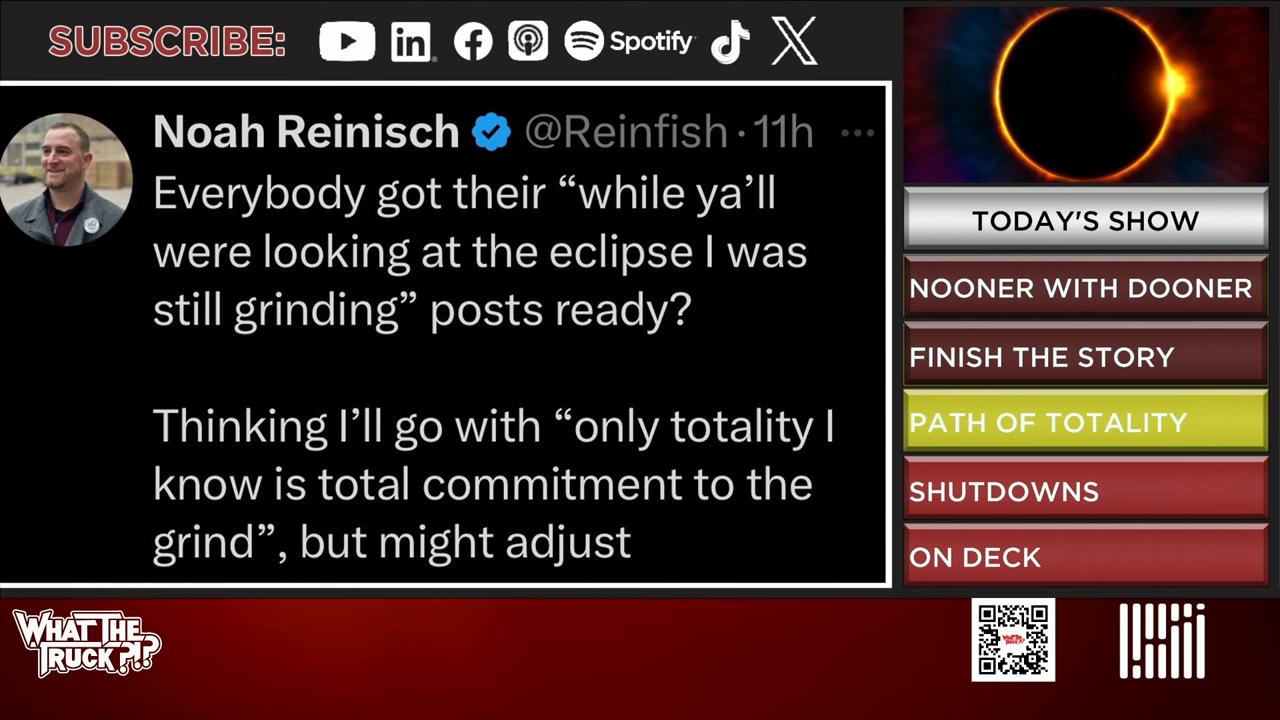 SUBSCRIBE:
Spotify
Noah Reinisch @Reinfish · 11h
Everybody got their “while ya’ll
were looking at the eclipse I was
still grinding” posts ready?
Thinking I’ll go with “only totality I
know is total commitment to the
grind”, but might adjust
TODAY'S SHOW
NOONER WITH DOONER
FINISH THE STORY
PATH OF TOTALITY
SHUTDOWNS
ON DECK
WHAT THE
TRUCK?!?